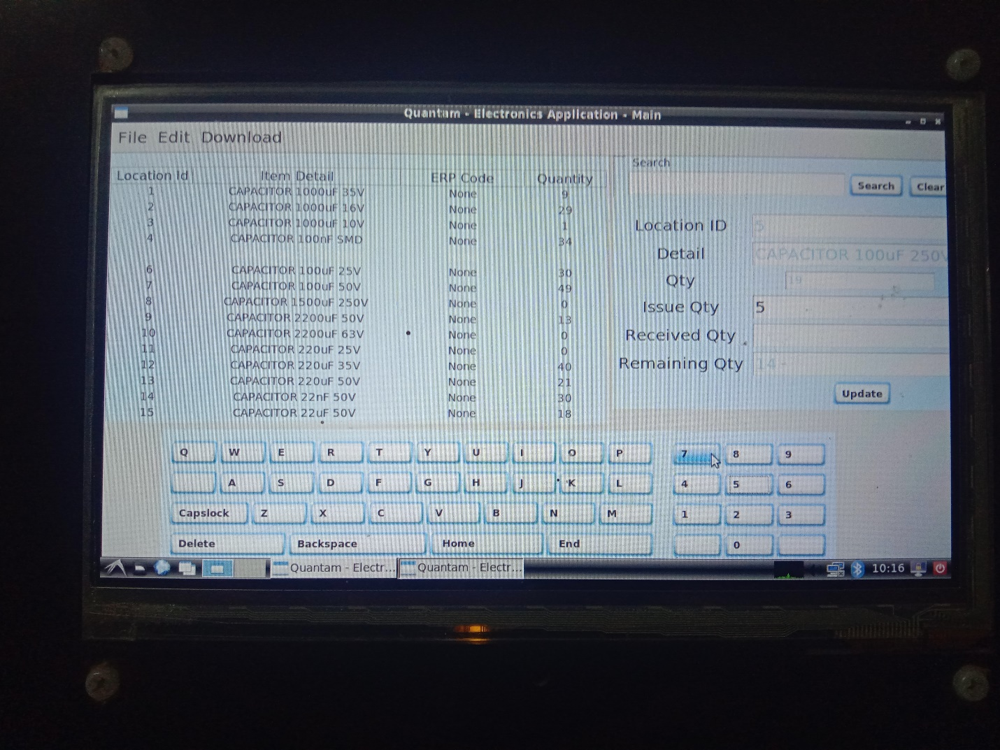 Quantam - Electronics Application - Main
File Edit Download
Location id Item Detail ERP Code Quantity
1 CAPACITOR 1000uF 35V None 9
2 CAPACITOR 1000uF 16V None 29
3 CAPACITOR 1000uF 10V None 1
4 CAPACITOR 100nF SMD None 34
6 CAPACITOR 100uF 25V None 30
7 CAPACITOR 100uF 50V None 49
8 CAPACITOR 1500uF 250V None 0
9 CAPACITOR 2200uF 50V None 13
10 CAPACITOR 2200uF 63V None 0
11 CAPACITOR 220uF 25V None 0
12 CAPACITOR 220uF 35V None 40
13 CAPACITOR 220uF 50V None 21
14 CAPACITOR 22nF 50V None 30
15 CAPACITOR 22uF 50V None 18
Search
Search Clear
Location ID 5
Detail CAPACITOR 100uF 250V
Qty 19
Issue Qty 5
Received Qty
Remaining Qty 14
Update
Q W E R T Y U I O P 7 8 9
A S D F G H J K L 4 5 6
Capslock Z X C V B N M 1 2 3
Delete Backspace Home End 0
Quantam - Electr... Quantam - Electr... 10:16